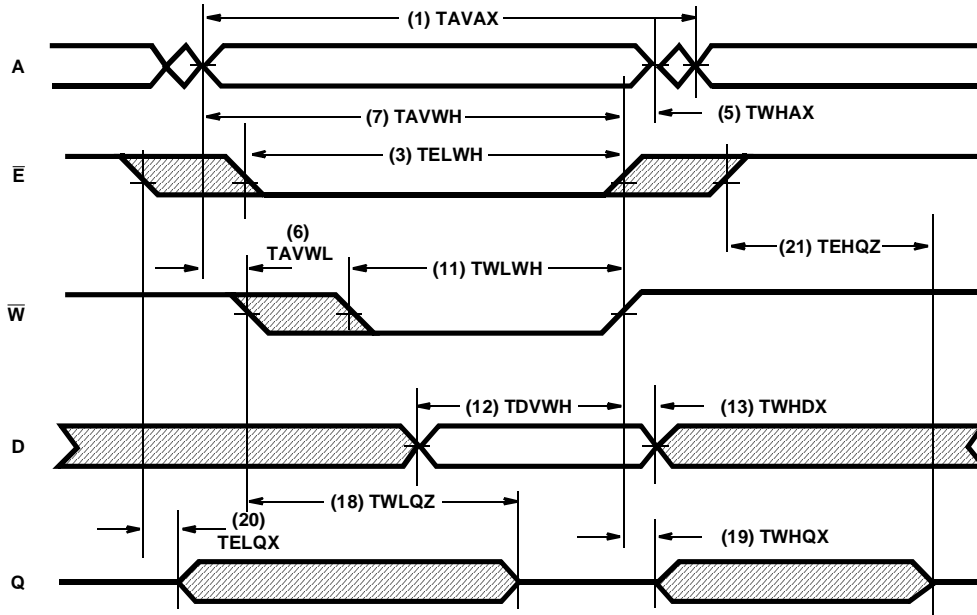 (1) TAVAX
A
(5) TWHAX
(7) TAVWH
(3) TELWH
E
(6)
TAVWL
(21) TEHQZ
(11) TWLWH
W
(12) TDVWH
(13) TWHDX
D
(18) TWLQZ
(20)
TELQX
(19) TWHQX
Q